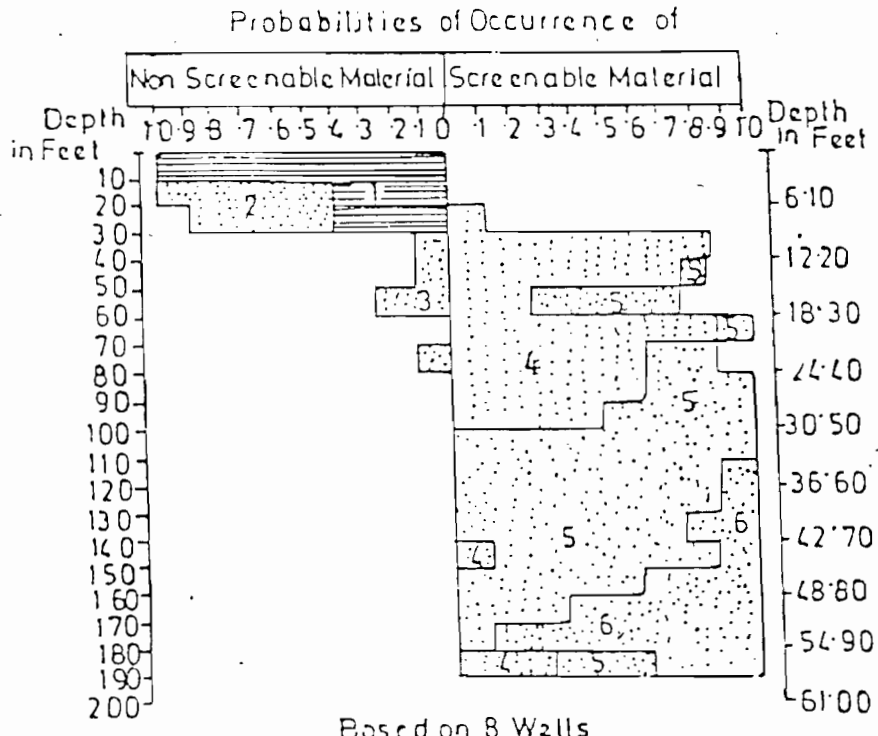 Probabilities of Occurrence of
Non Screenable Material Screenable Material
Depth in Feet
1·0 ·9 ·8 ·7 ·6 ·5 ·4 ·3 ·2 ·1 0 ·1 ·2 ·3 ·4 ·5 ·6 ·7 ·8 ·9 1·0
Depth in Feet
10
20 2 6·10
30
40 3 5 12·20
50
60 5 18·30
70 5
80 4 24·40
90 5
100 30·50
110
120 36·60
130 5 6
140 4 42·70
150
160 48·80
170 6
180 54·90
190 4 5
200 61·00
Based on 8 Wells